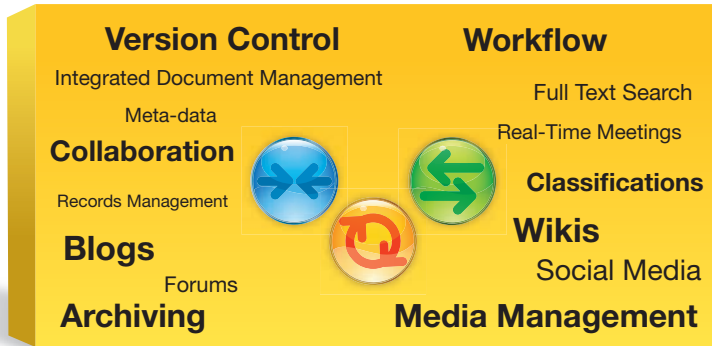 Version Control
Workflow
Integrated Document Management
Full Text Search
Meta-data
Real-Time Meetings
Collaboration
Classifications
Records Management
Wikis
Blogs
Social Media
Forums
Archiving
Media Management